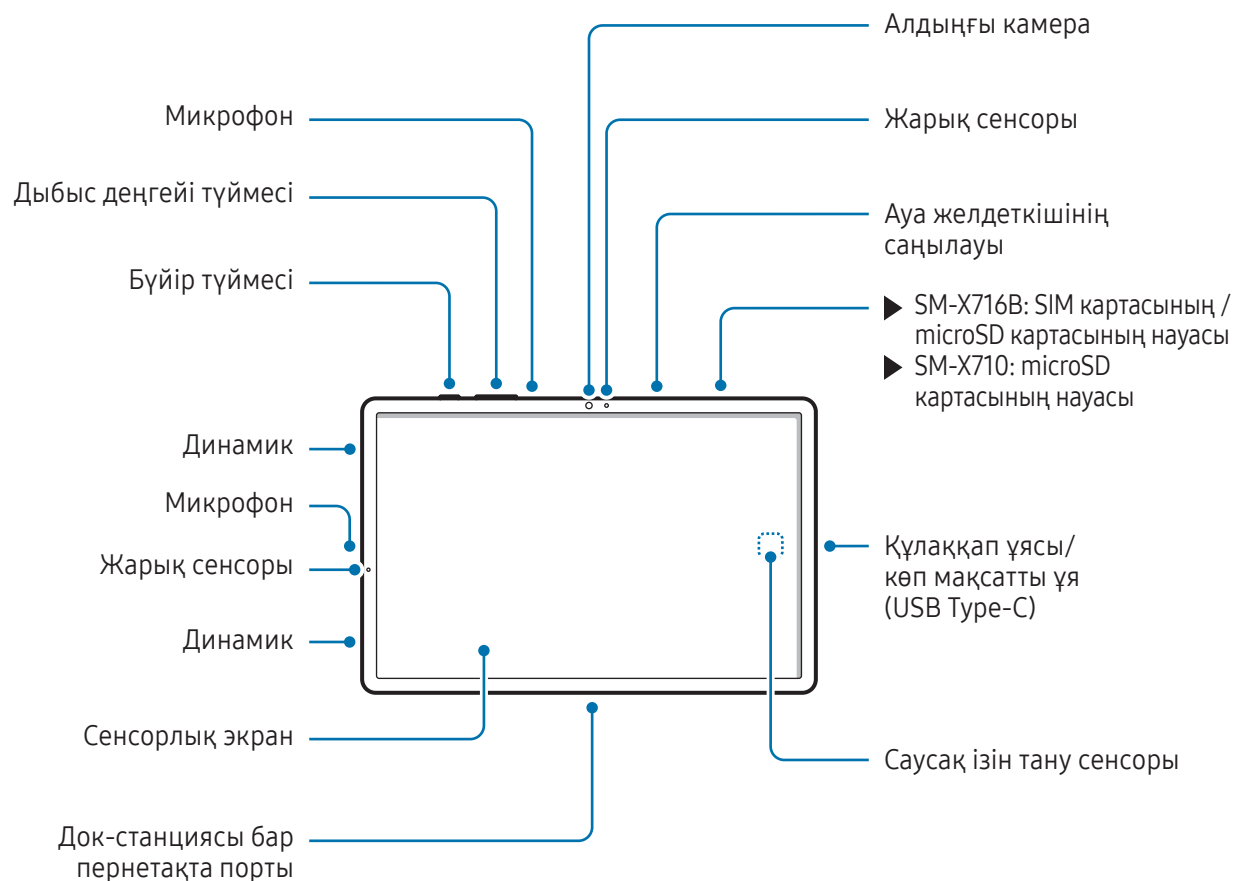 Алдыңғы камера
Микрофон
Жарық сенсоры
Дыбыс деңгейі түймесі
Ауа желдеткішінің
саңылауы
Бүйір түймесі
▶ SM-X716B: SIM картасының /
microSD картасының науасы
▶ SM-X710: microSD
картасының науасы
Динамик
Микрофон
Жарық сенсоры
Құлаққап ұясы/
көп мақсатты ұя
(USB Type-C)
Динамик
Сенсорлық экран
Саусақ ізін тану сенсоры
Док-станциясы бар
пернетақта порты